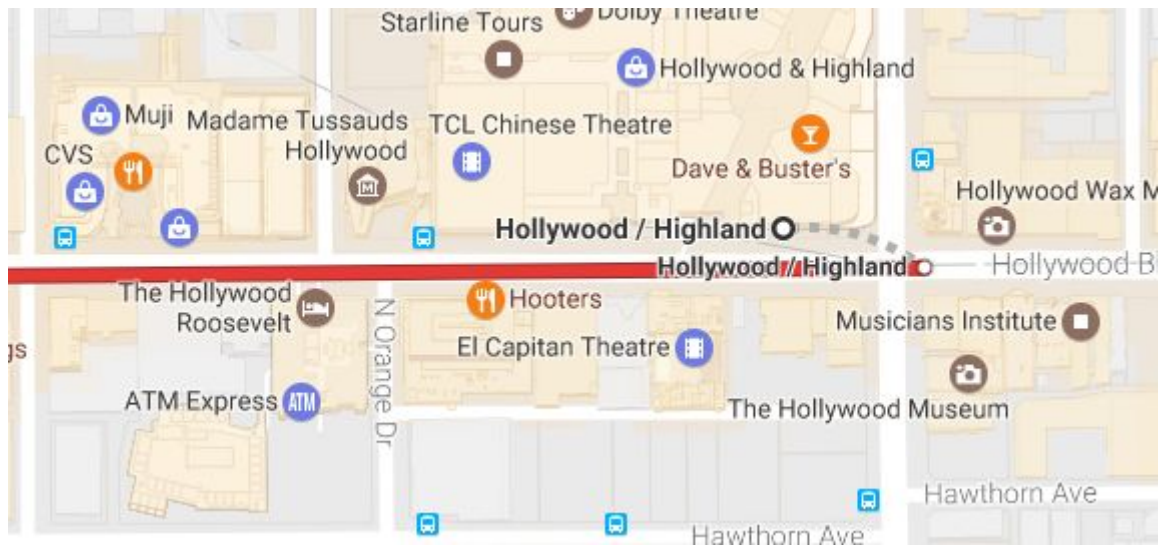 Dolby Theatre
Starline Tours
Hollywood & Highland
Muji
Madame Tussauds
Hollywood
TCL Chinese Theatre
CVS
Dave & Buster's
Hollywood Wax M
Hollywood / Highland
Hollywood / Highland
Hollywood Bl
The Hollywood
Roosevelt
N Orange Dr
Hooters
Musicians Institute
gs
El Capitan Theatre
ATM Express
ATM
The Hollywood Museum
Hawthorn Ave
Hawthorn Ave